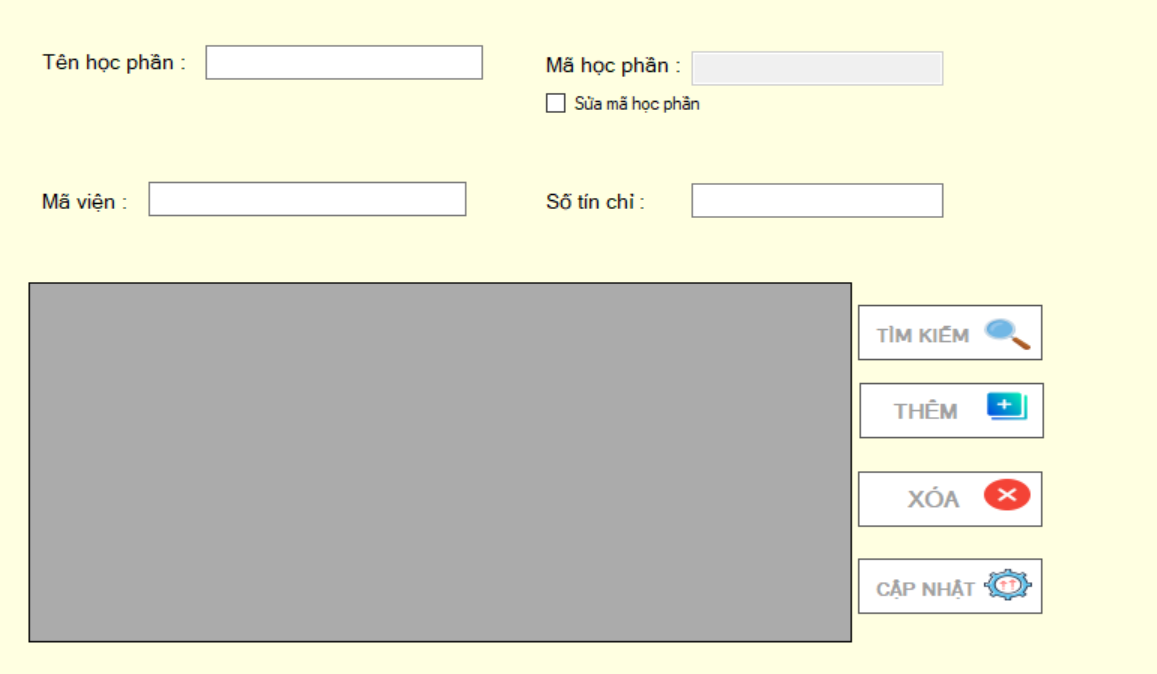 Tên học phần :
Mã học phần :
Sửa mã học phần
Mã viện :
Số tín chỉ :
TÌM KIẾM
THÊM
XÓA
CẬP NHẬT